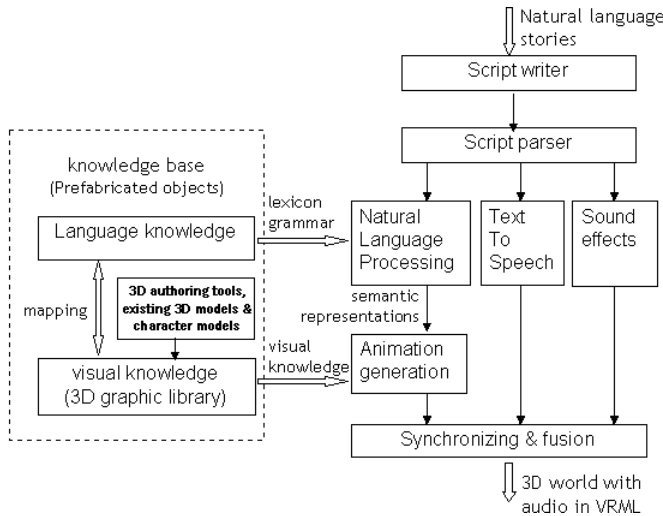 Natural language
stories
Script writer
Script parser
knowledge base
(Prefabricated objects)
Language knowledge
lexicon
grammar
Natural
Language
Processing
Text
To
Speech
Sound
effects
mapping
3D authoring tools,
existing 3D models &
character models
semantic
representations
visual knowledge
(3D graphic library)
visual
knowledge
Animation
generation
Synchronizing & fusion
3D world with
audio in VRML